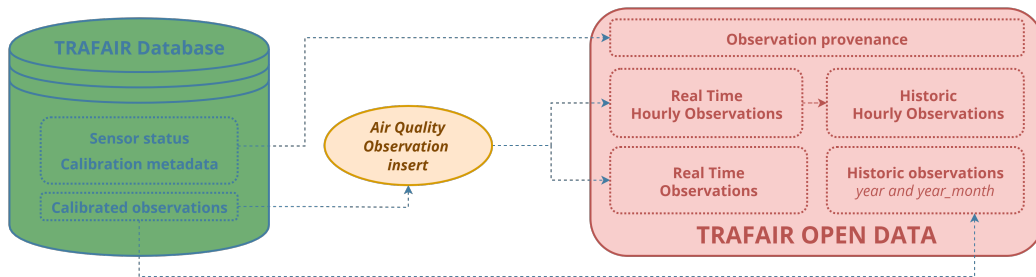 TRAFAIR Database
Sensor status
Calibration metadata
Calibrated observations
Air Quality
Observation
insert
Observation provenance
Real Time
Hourly Observations
Historic
Hourly Observations
Real Time
Observations
Historic observations
year and year_month
TRAFAIR OPEN DATA